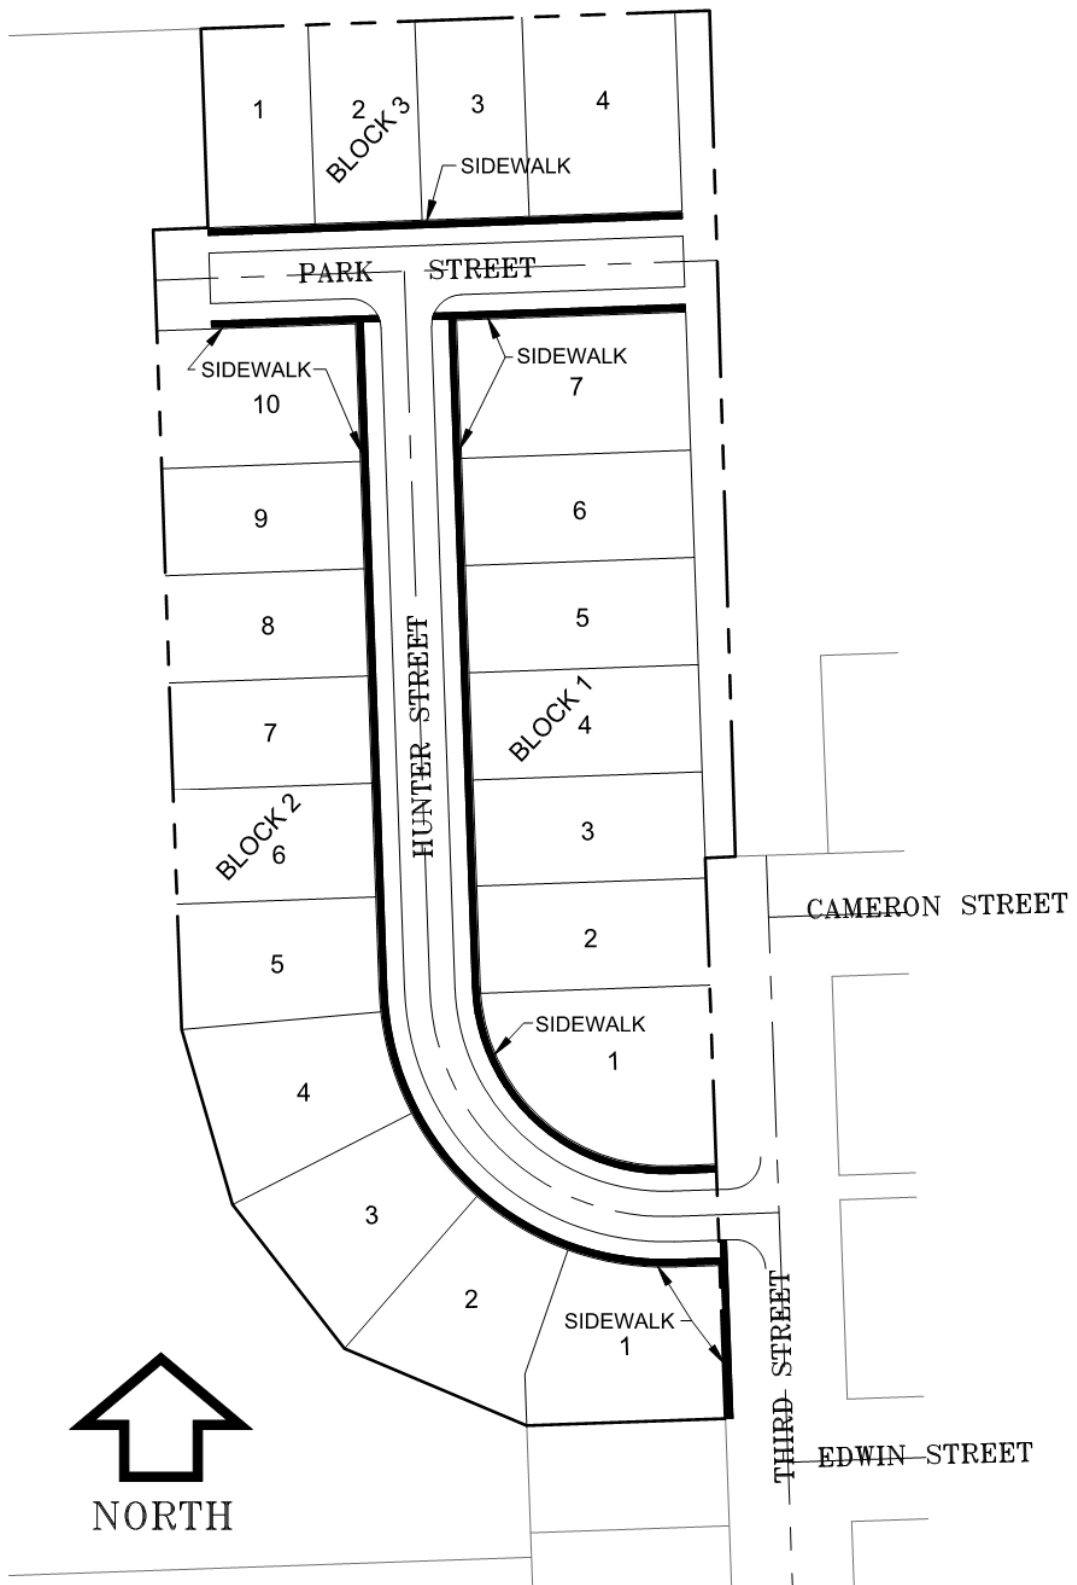 1
2
3
4
BLOCK 3
SIDEWALK
PARK STREET
SIDEWALK
SIDEWALK
10
7
9
6
8
5
HUNTER STREET
7
BLOCK 1
4
BLOCK 2
6
3
CAMERON STREET
2
5
SIDEWALK
1
4
3
2
SIDEWALK
1
THIRD STREET
EDWIN STREET
NORTH